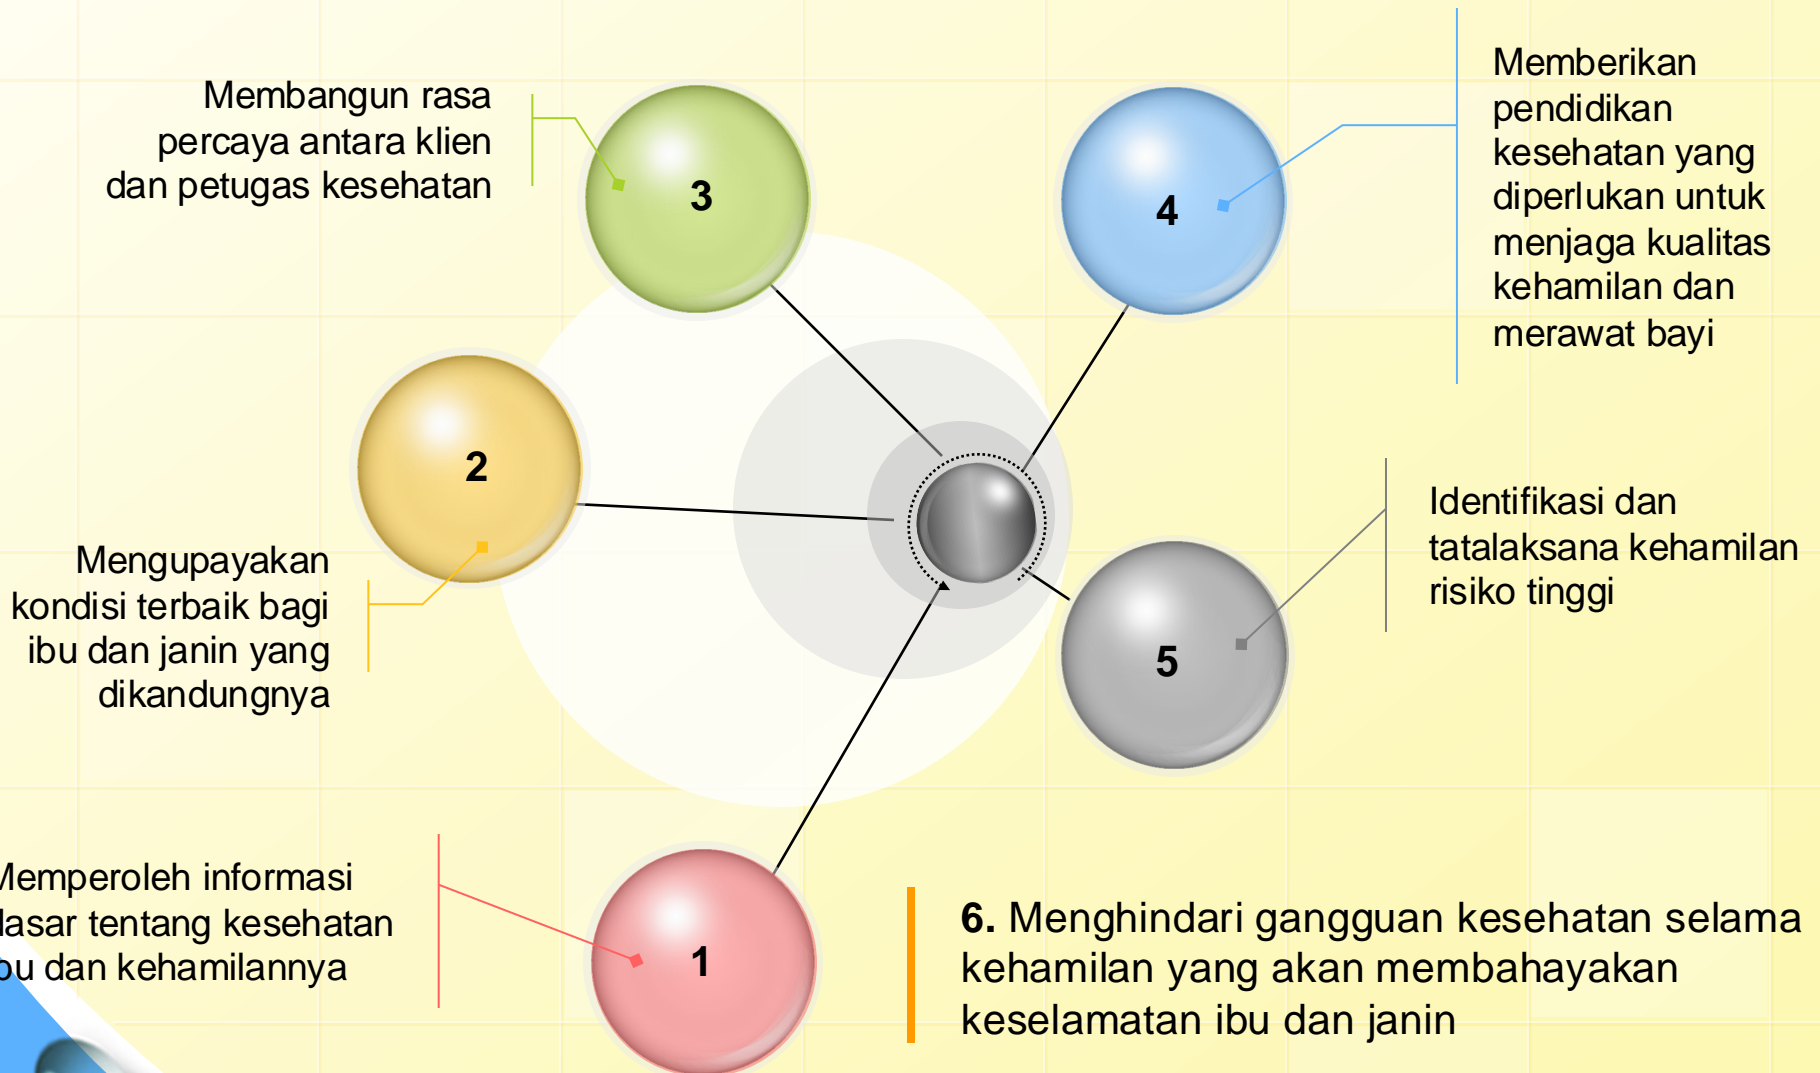 Membangun rasa
percaya antara klien
dan petugas kesehatan
3
4
Memberikan
pendidikan
kesehatan yang
diperlukan untuk
menjaga kualitas
kehamilan dan
merawat bayi
2
Mengupayakan
kondisi terbaik bagi
ibu dan janin yang
dikandungnya
Identifikasi dan
tatalaksana kehamilan
risiko tinggi
5
Memperoleh informasi
dasar tentang kesehatan
ibu dan kehamilannya
1
6. Menghindari gangguan kesehatan selama
kehamilan yang akan membahayakan
keselamatan ibu dan janin